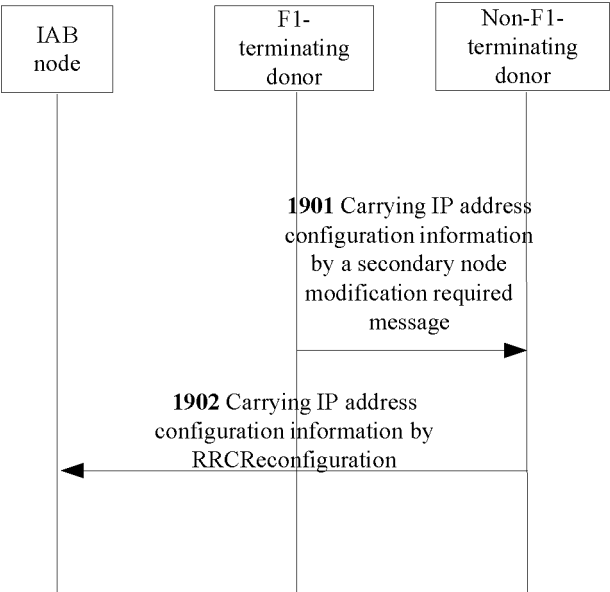 IAB
node
F1-
terminating
donor
Non-F1-
terminating
donor
1901 Carrying IP address
configuration information
by a secondary node
modification required
message
1902 Carrying IP address
configuration information by
RRCReconfiguration